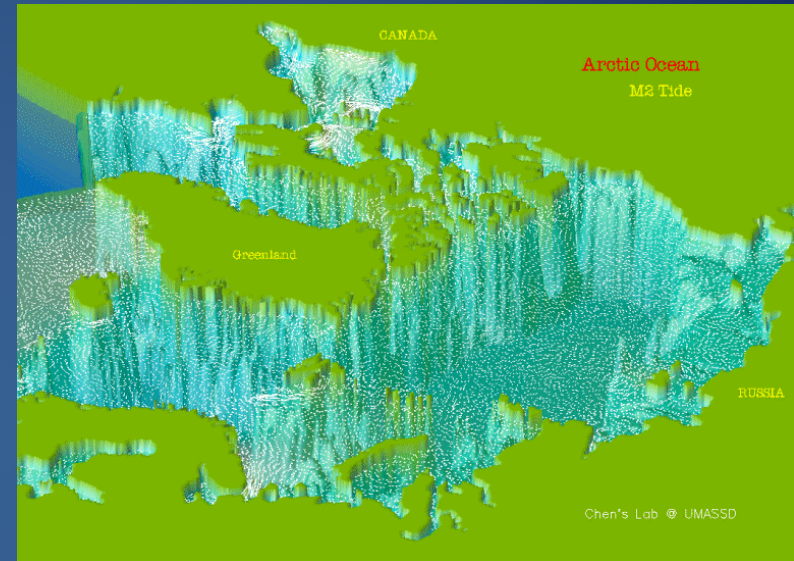 CANADA
Arctic Ocean
M2 Tide
Greenland
RUSSIA
Chen's Lab @ UMASSD